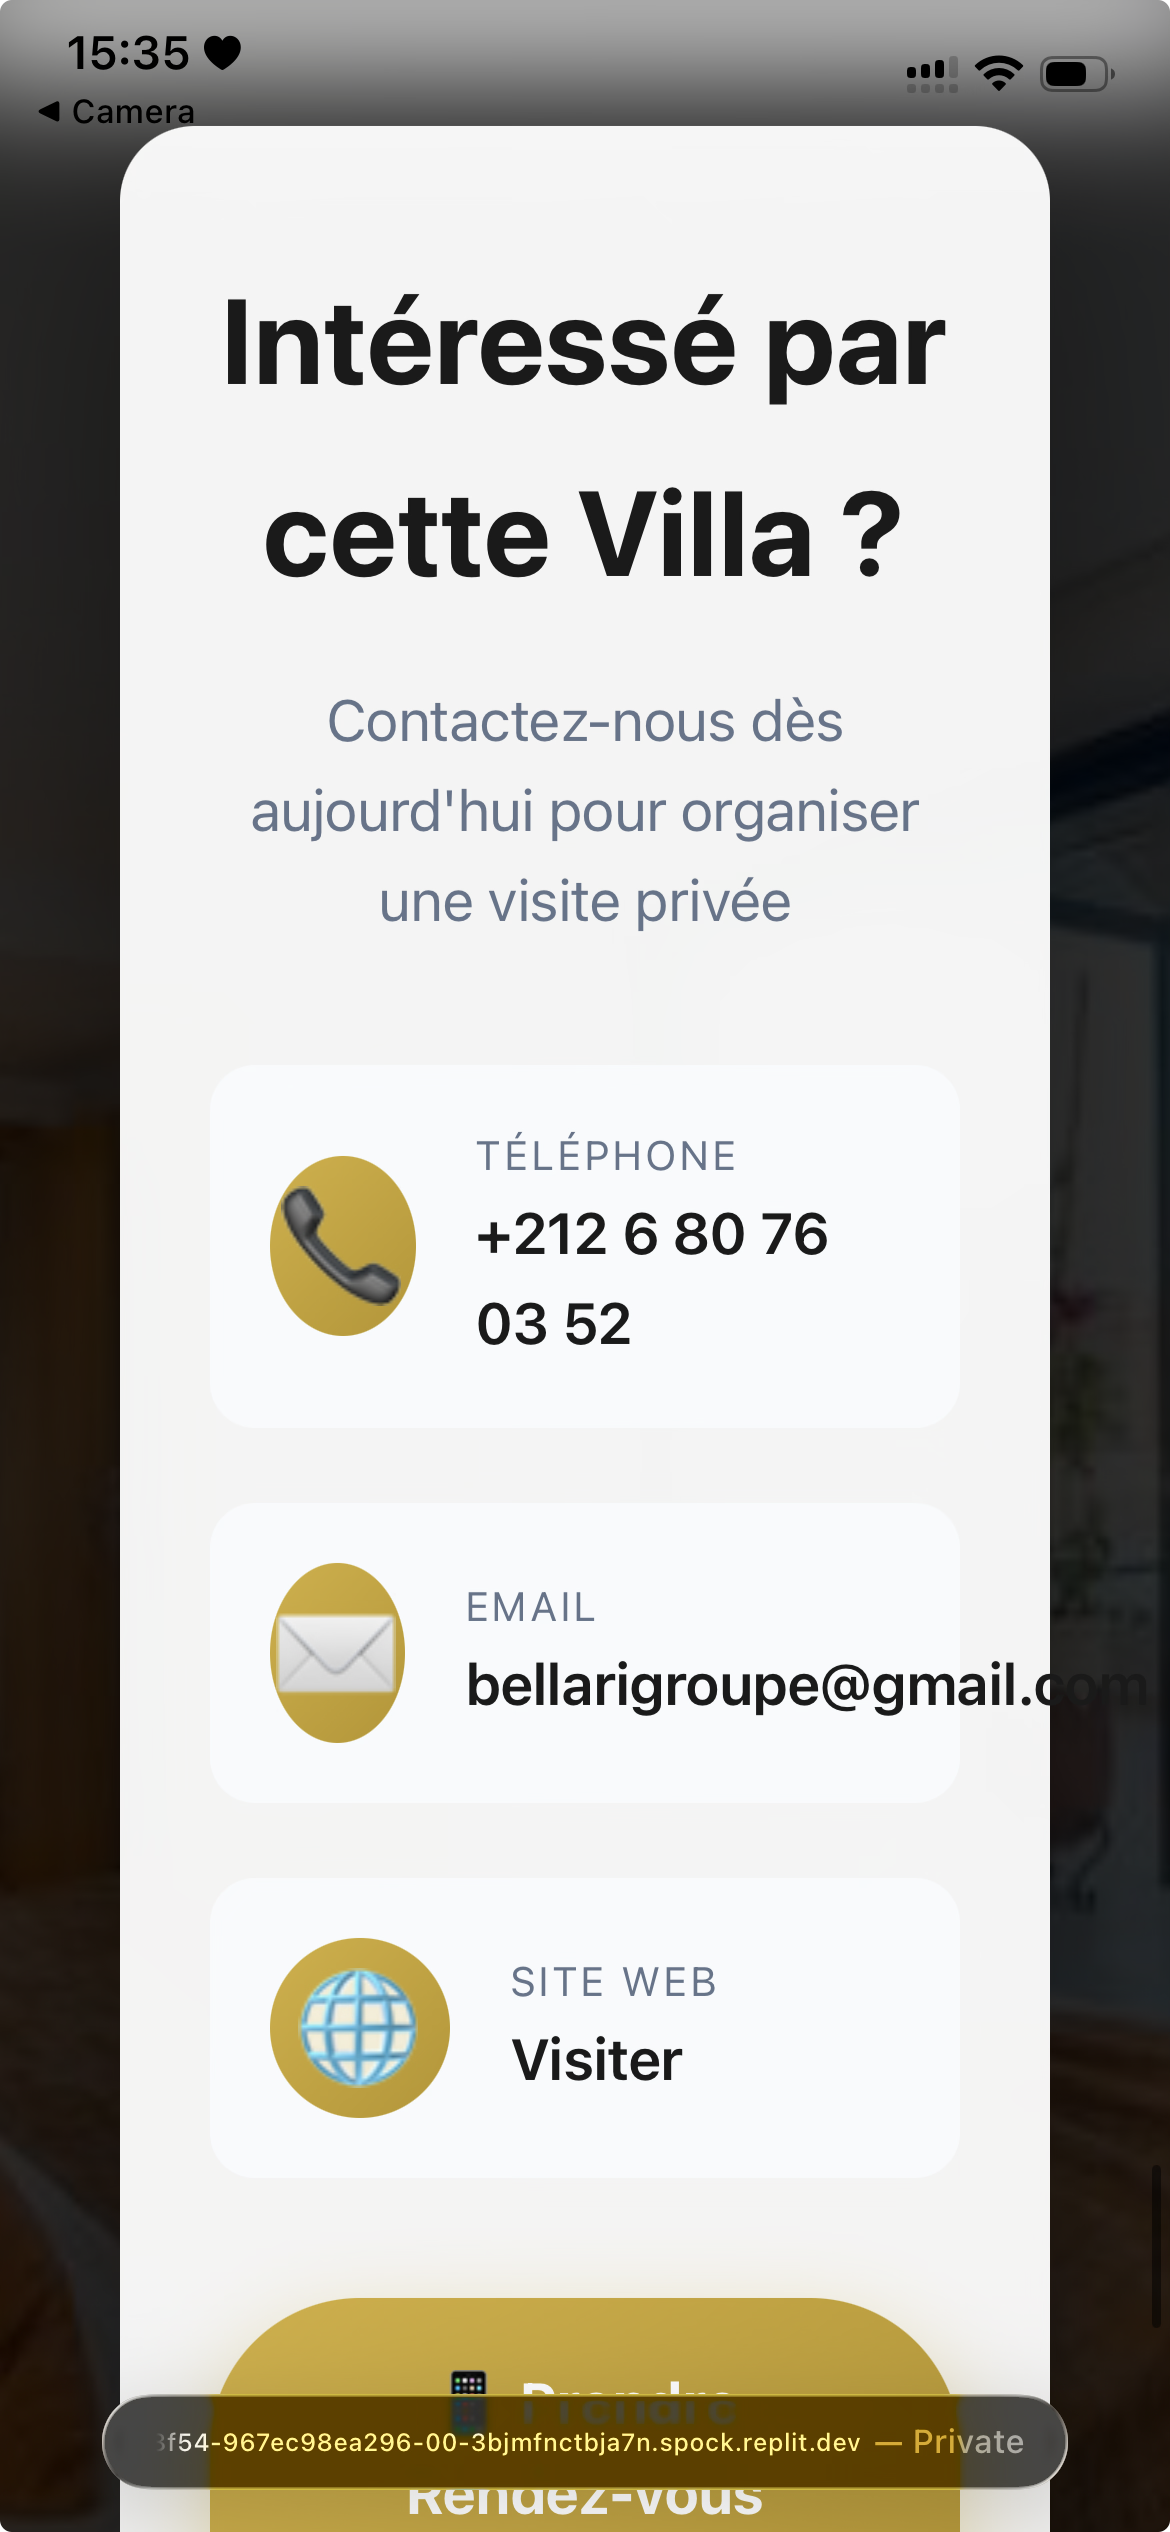 15:35
Camera
Intéressé par
cette Villa ?
Contactez-nous dès
aujourd'hui pour organiser
une visite privée
TÉLÉPHONE
+212 6 80 76
03 52
EMAIL
bellarigroupe@gmail.com
SITE WEB
Visiter
Prendre
f54-967ec98ea296-00-3bjmfnctbja7n.spock.replit.dev — Private
Rendez-vous